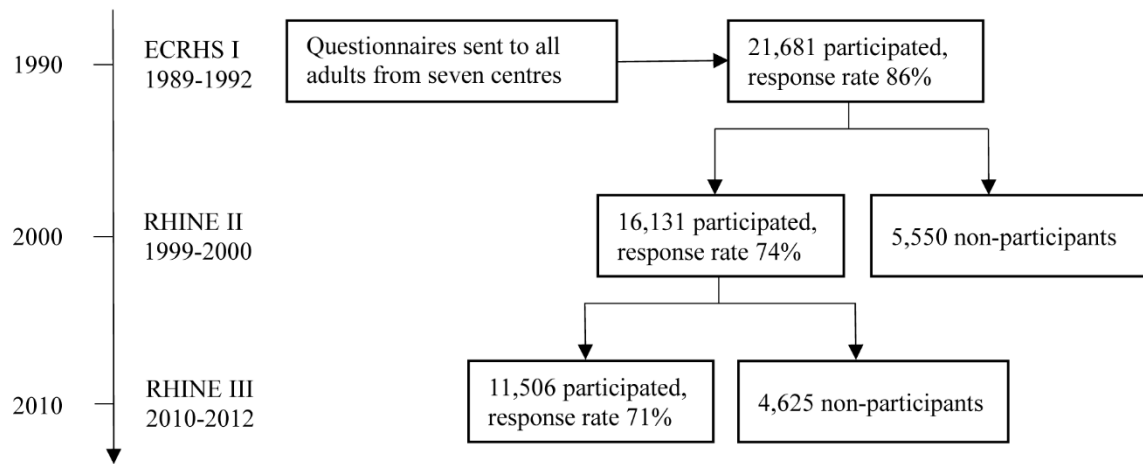 1990
ECRHS I
1989-1992
Questionnaires sent to all
adults from seven centres
21,681 participated,
response rate 86%
2000
RHINE II
1999-2000
16,131 participated,
response rate 74%
5,550 non-participants
2010
RHINE III
2010-2012
11,506 participated,
response rate 71%
4,625 non-participants